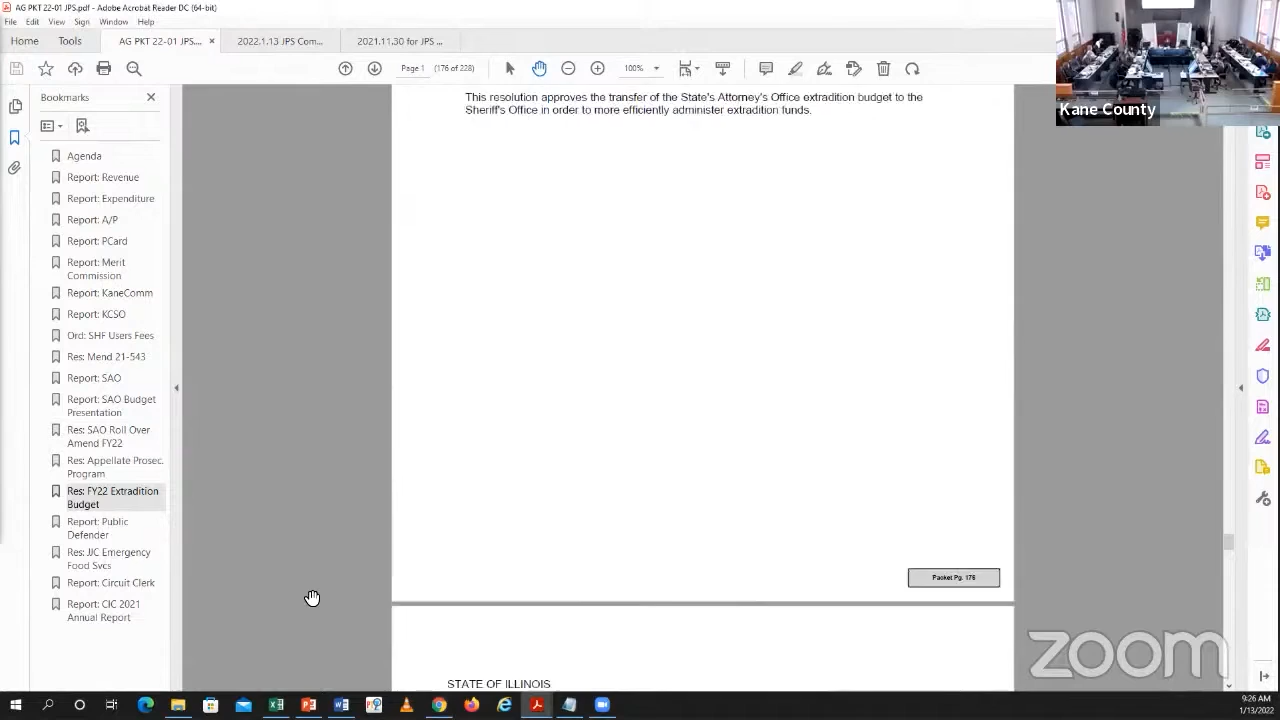 AG PKT 22-01 JPS.pdf - Adobe Acrobat Reader DC (64-bit)
File Edit View Sign Window Help
Home Tools AG PKT 22-01 JPS... × 2022.1.13 JPS Com... 2021.11.30 for JPS ...
Page 1 (176 of 228) 100%
Bookmarks
Agenda
Report: Revenue
Report: Expenditure
Report: A/P
Report: PCard
Report: Merit
Commission
Report: KaneComm
Report: KCSO
Ord: SHF Users Fees
Res: Mend 21-543
Report: SAO
Report: SAO Budget
Presentation
Res: SAO Roll Over
Amend FY22
Res: Appellate Prosec.
Program
Res: FY22 Extradition
Budget
Report: Public
Defender
Res: JJC Emergency
Food Svcs
Report: Circuit Clerk
Report: CIC 2021
Annual Report
This resolution approves the transfer of the State's Attorney's Office extradition budget to the
Sheriff's Office in order to more efficiently administer extradition funds.
Packet Pg. 176
STATE OF ILLINOIS
Kane County
zoom
9:26 AM
1/13/2022